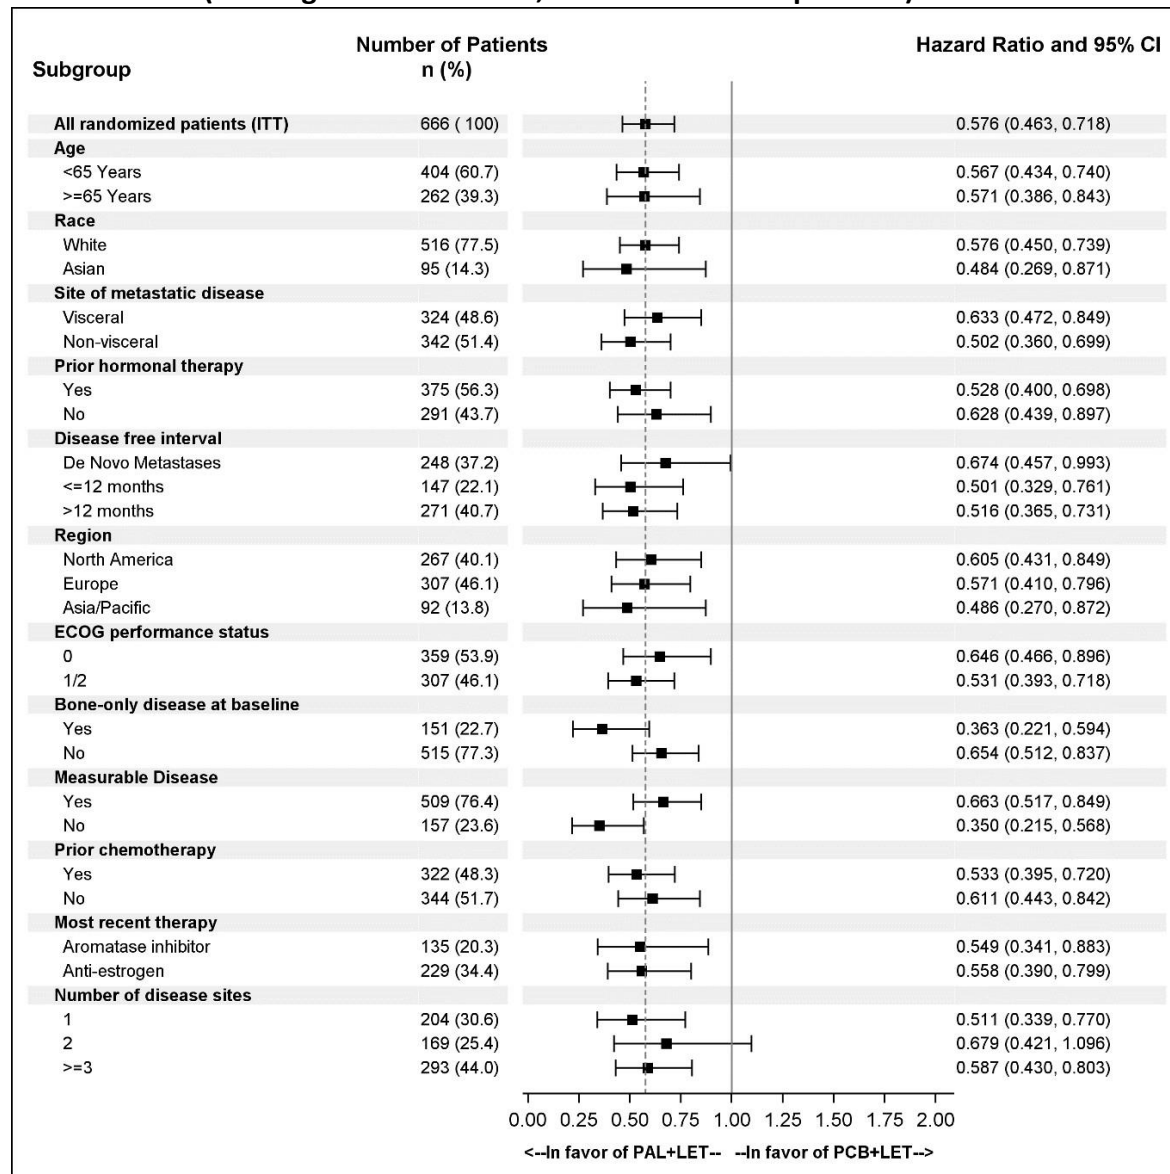 Number of Patients Hazard Ratio and 95% CI
Subgroup n (%)
All randomized patients (ITT) 666 ( 100) 0.576 (0.463, 0.718)
Age
<65 Years 404 (60.7) 0.567 (0.434, 0.740)
>=65 Years 262 (39.3) 0.571 (0.386, 0.843)
Race
White 516 (77.5) 0.576 (0.450, 0.739)
Asian 95 (14.3) 0.484 (0.269, 0.871)
Site of metastatic disease
Visceral 324 (48.6) 0.633 (0.472, 0.849)
Non-visceral 342 (51.4) 0.502 (0.360, 0.699)
Prior hormonal therapy
Yes 375 (56.3) 0.528 (0.400, 0.698)
No 291 (43.7) 0.628 (0.439, 0.897)
Disease free interval
De Novo Metastases 248 (37.2) 0.674 (0.457, 0.993)
<=12 months 147 (22.1) 0.501 (0.329, 0.761)
>12 months 271 (40.7) 0.516 (0.365, 0.731)
Region
North America 267 (40.1) 0.605 (0.431, 0.849)
Europe 307 (46.1) 0.571 (0.410, 0.796)
Asia/Pacific 92 (13.8) 0.486 (0.270, 0.872)
ECOG performance status
0 359 (53.9) 0.646 (0.466, 0.896)
1/2 307 (46.1) 0.531 (0.393, 0.718)
Bone-only disease at baseline
Yes 151 (22.7) 0.363 (0.221, 0.594)
No 515 (77.3) 0.654 (0.512, 0.837)
Measurable Disease
Yes 509 (76.4) 0.663 (0.517, 0.849)
No 157 (23.6) 0.350 (0.215, 0.568)
Prior chemotherapy
Yes 322 (48.3) 0.533 (0.395, 0.720)
No 344 (51.7) 0.611 (0.443, 0.842)
Most recent therapy
Aromatase inhibitor 135 (20.3) 0.549 (0.341, 0.883)
Anti-estrogen 229 (34.4) 0.558 (0.390, 0.799)
Number of disease sites
1 204 (30.6) 0.511 (0.339, 0.770)
2 169 (25.4) 0.679 (0.421, 1.096)
>=3 293 (44.0) 0.587 (0.430, 0.803)
0.00 0.25 0.50 0.75 1.00 1.25 1.50 1.75 2.00
<--In favor of PAL+LET-- --In favor of PCB+LET-->